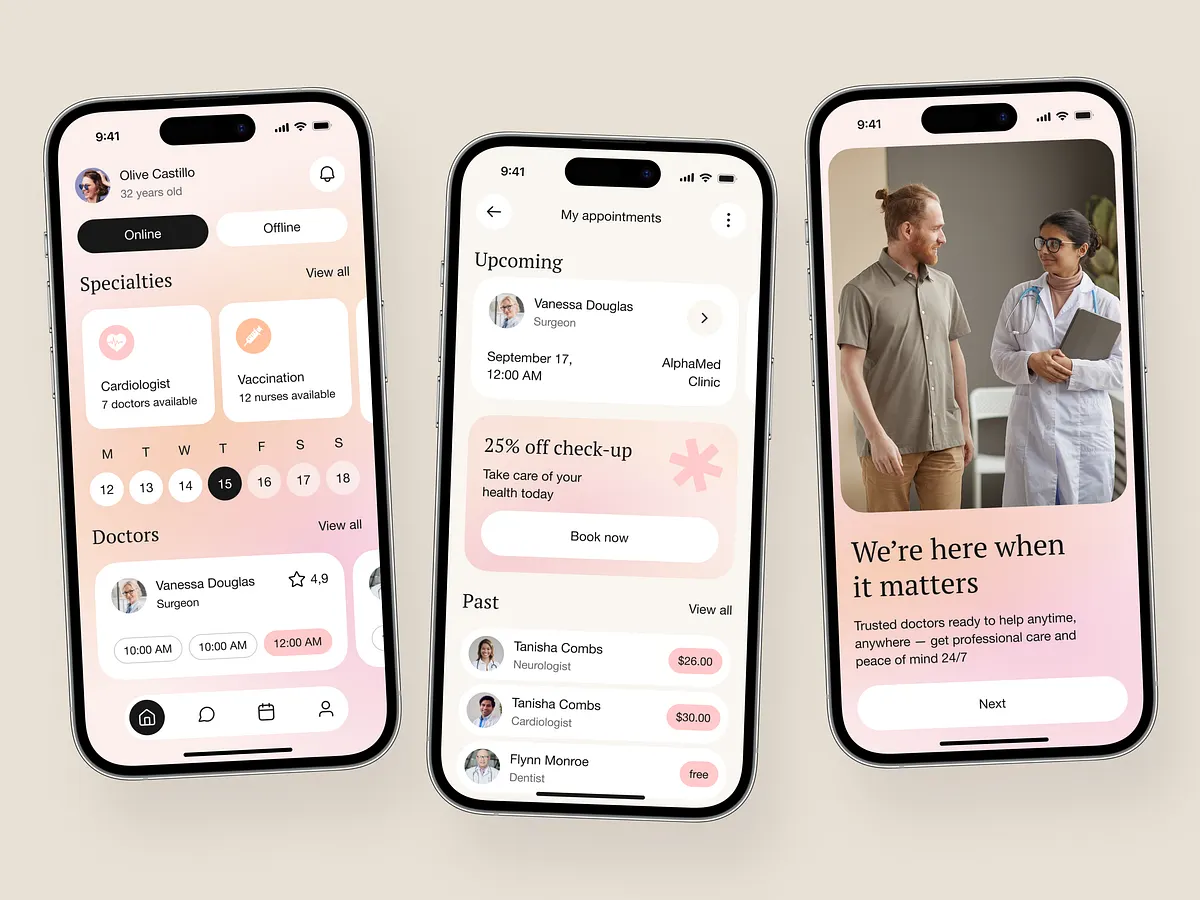 9:41
Olive Castillo
32 years old
Online
Offline
Specialties
View all
Cardiologist
7 doctors available
Vaccination
12 nurses available
M T W T F S S
12 13 14 15 16 17 18
Doctors
View all
Vanessa Douglas
Surgeon
4,9
10:00 AM
10:00 AM
12:00 AM
9:41
My appointments
Upcoming
Vanessa Douglas
Surgeon
September 17,
12:00 AM
AlphaMed
Clinic
25% off check-up
Take care of your
health today
Book now
Past
View all
Tanisha Combs
Neurologist
$26.00
Tanisha Combs
Cardiologist
$30.00
Flynn Monroe
Dentist
free
9:41
We’re here when
it matters
Trusted doctors ready to help anytime,
anywhere — get professional care and
peace of mind 24/7
Next